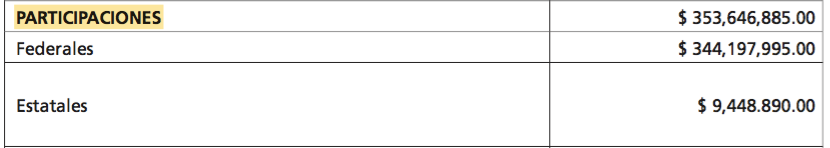 PARTICIPACIONES $ 353,646,885.00
Federales $ 344,197,995.00
Estatales $ 9,448.890.00